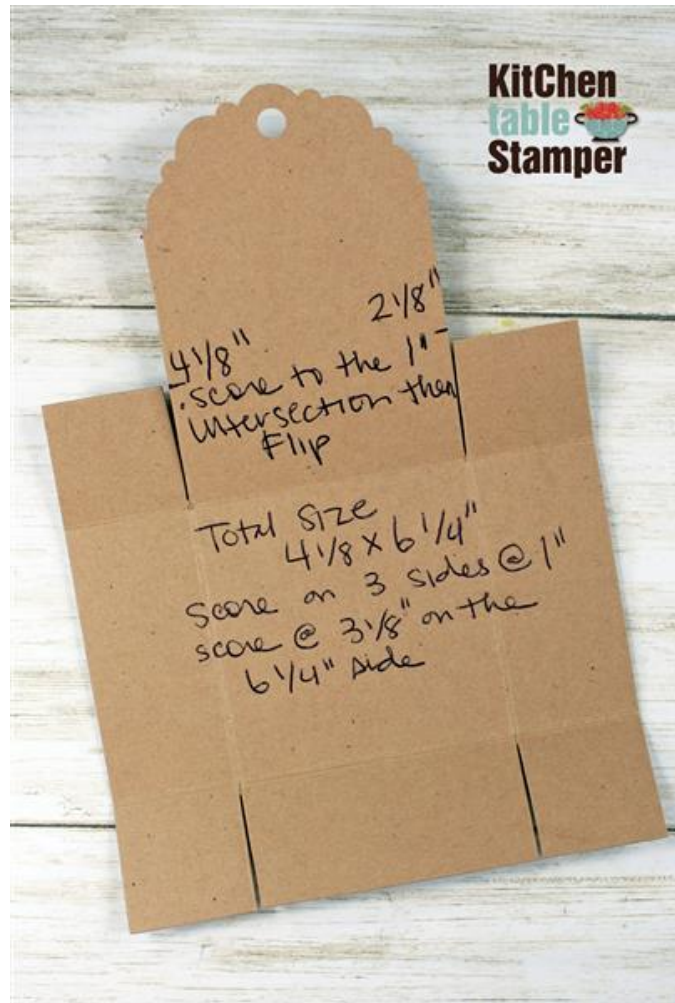 KitChen
table
Stamper
2 1/8"
4 1/8"
score to the 1"
intersection then
Flip
Total Size
4 1/8 x 6 1/4"
Score on 3 sides @ 1"
score @ 3 1/8" on the
6 1/4" side